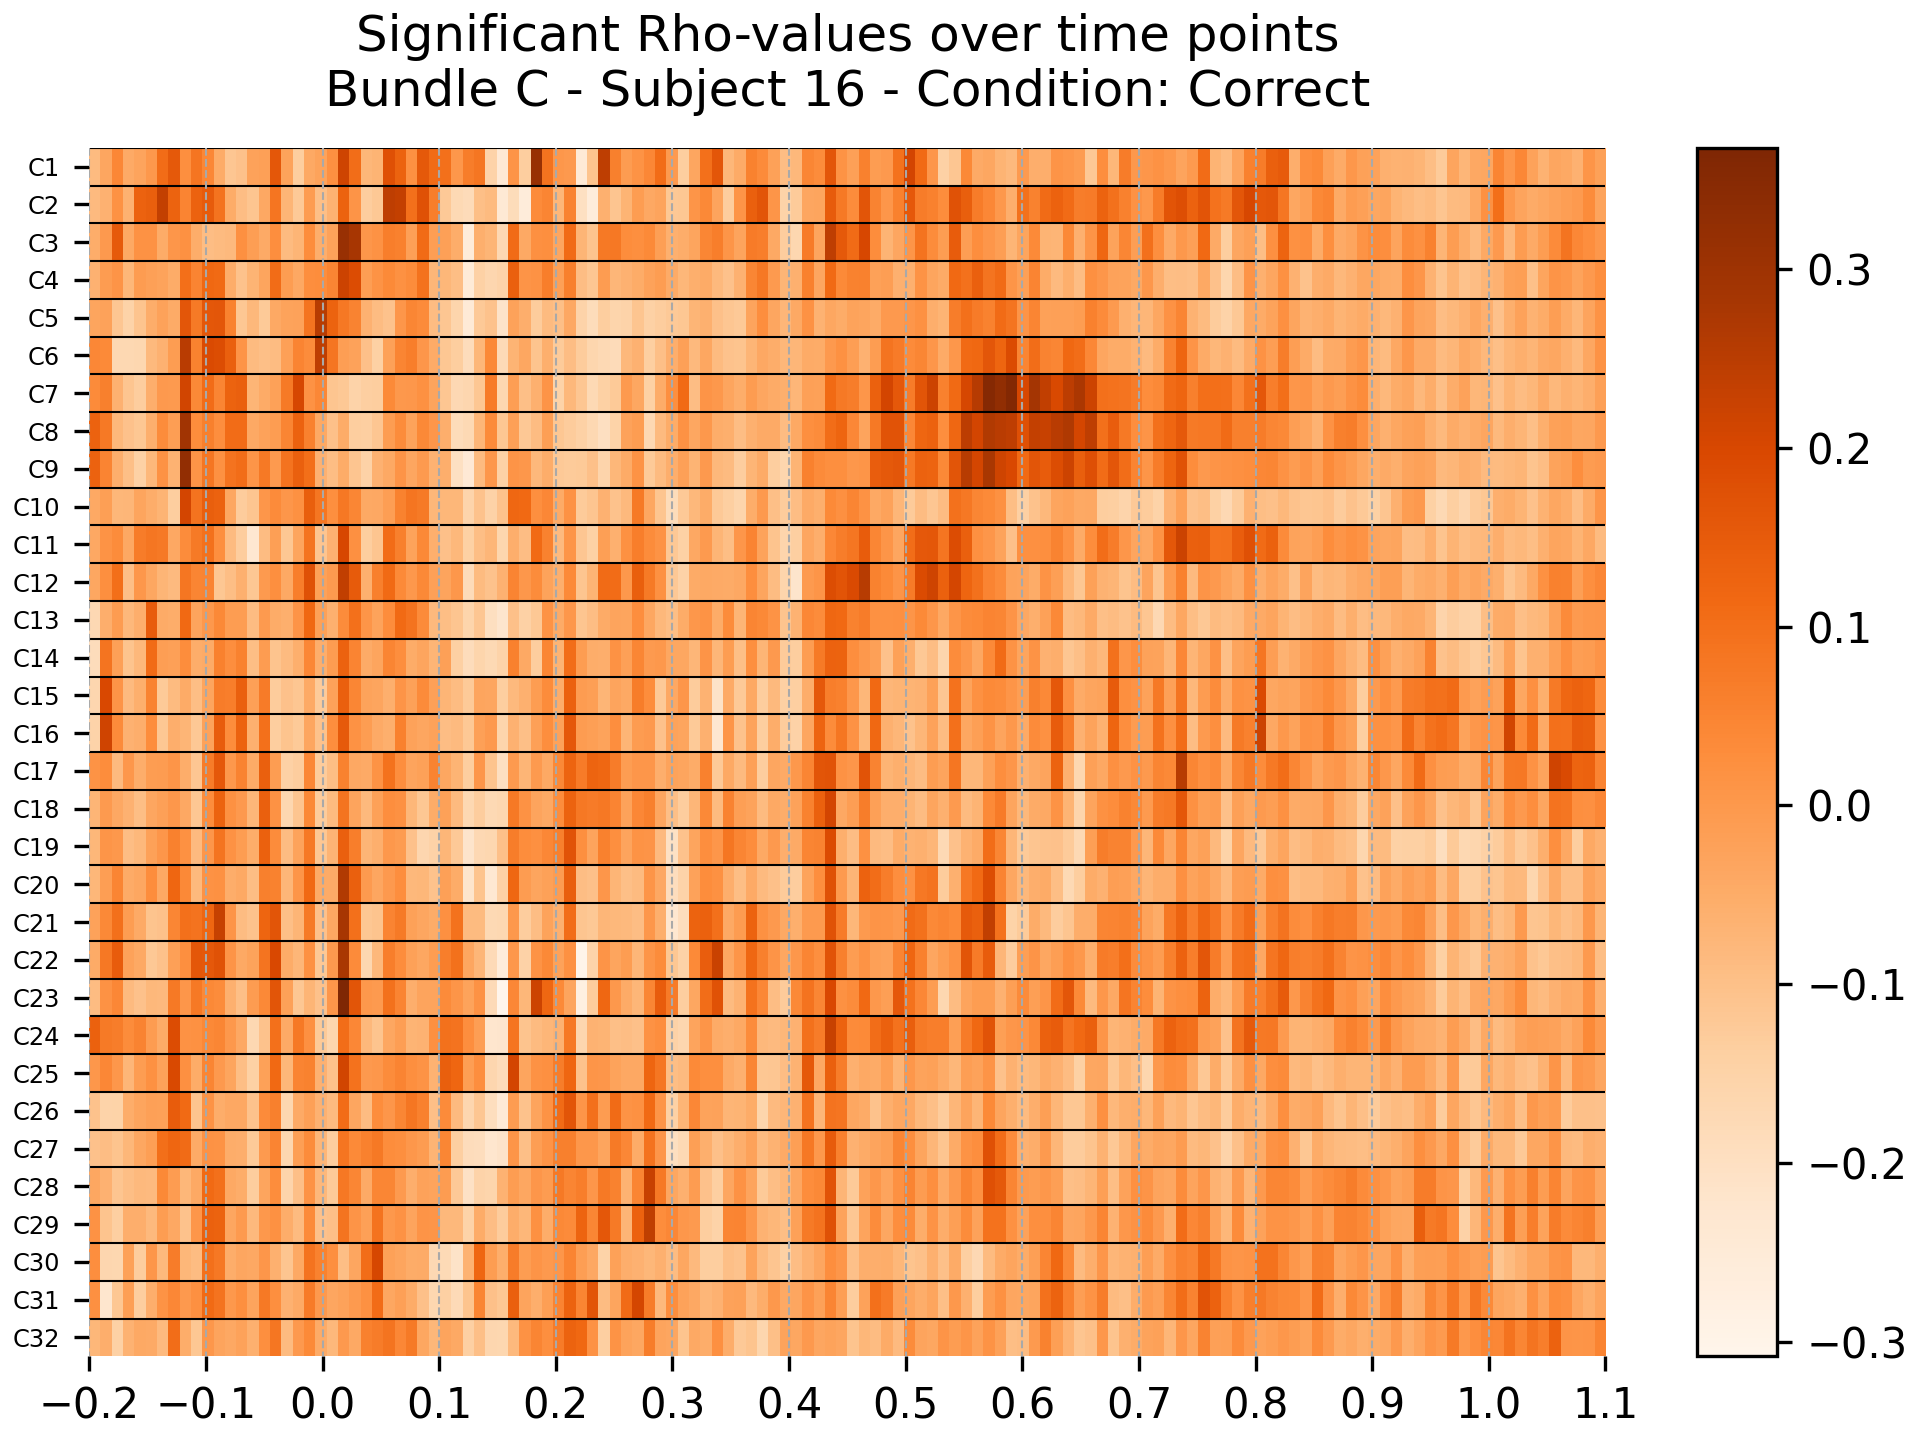 Significant Rho-values over time points
Bundle C - Subject 16 - Condition: Correct
C1
C2
C3
C4
C5
C6
C7
C8
C9
C10
C11
C12
C13
C14
C15
C16
C17
C18
C19
C20
C21
C22
C23
C24
C25
C26
C27
C28
C29
C30
C31
C32
−0.2 −0.1 0.0 0.1 0.2 0.3 0.4 0.5 0.6 0.7 0.8 0.9 1.0 1.1
0.3
0.2
0.1
0.0
−0.1
−0.2
−0.3